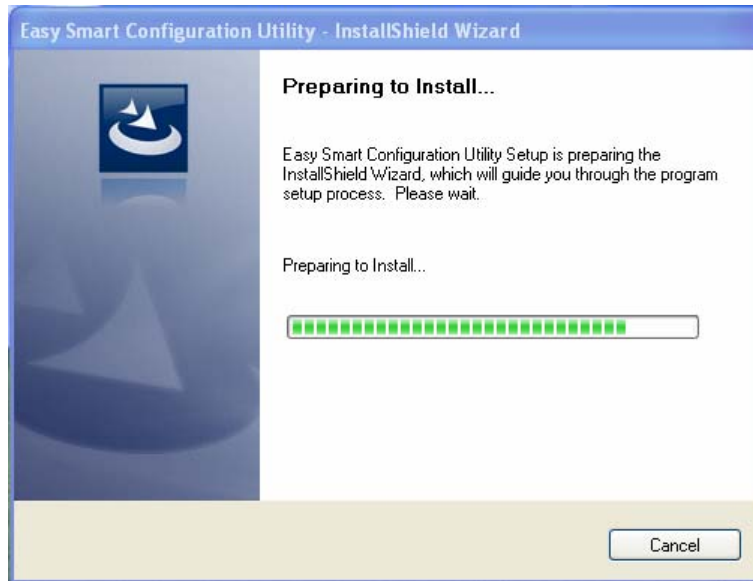 Easy Smart Configuration Utility - InstallShield Wizard
Preparing to Install...
Easy Smart Configuration Utility Setup is preparing the
InstallShield Wizard, which will guide you through the program
setup process.  Please wait.
Preparing to Install...
Cancel